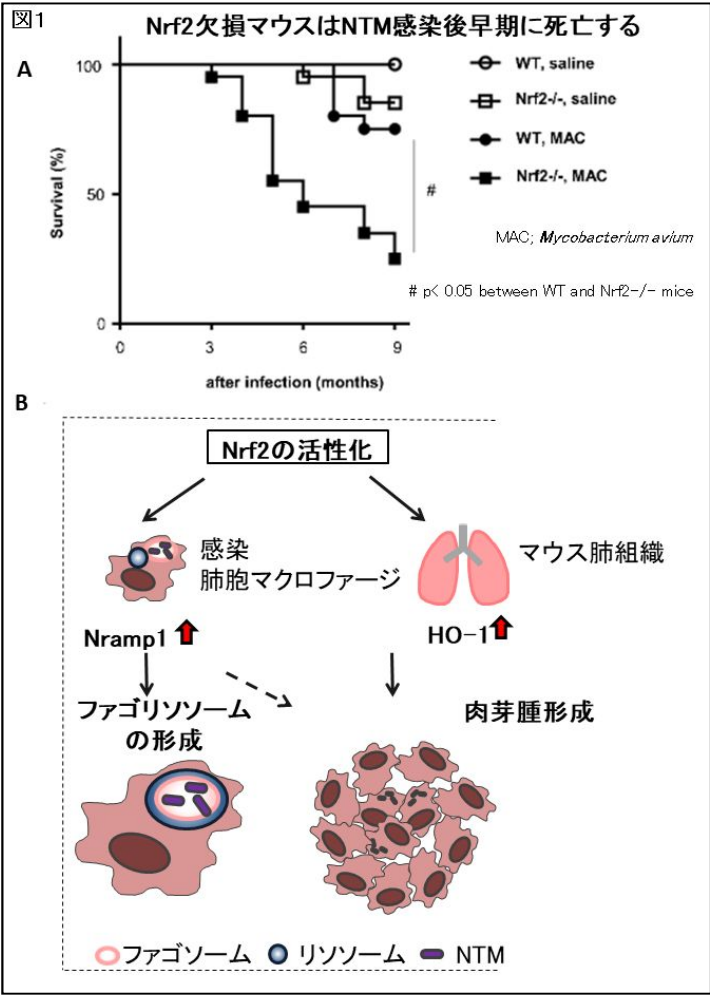 図1
Nrf2欠損マウスはNTM感染後早期に死亡する
A
100
50
0
Survival (%)
0 3 6 9
after infection (months)
WT, saline
Nrf2-/-, saline
WT, MAC
Nrf2-/-, MAC
#
MAC; Mycobacterium avium
# p< 0.05 between WT and Nrf2-/- mice
B
Nrf2の活性化
感染
肺胞マクロファージ
マウス肺組織
Nramp1
HO-1
ファゴリソソーム
の形成
肉芽腫形成
ファゴソーム リソソーム NTM